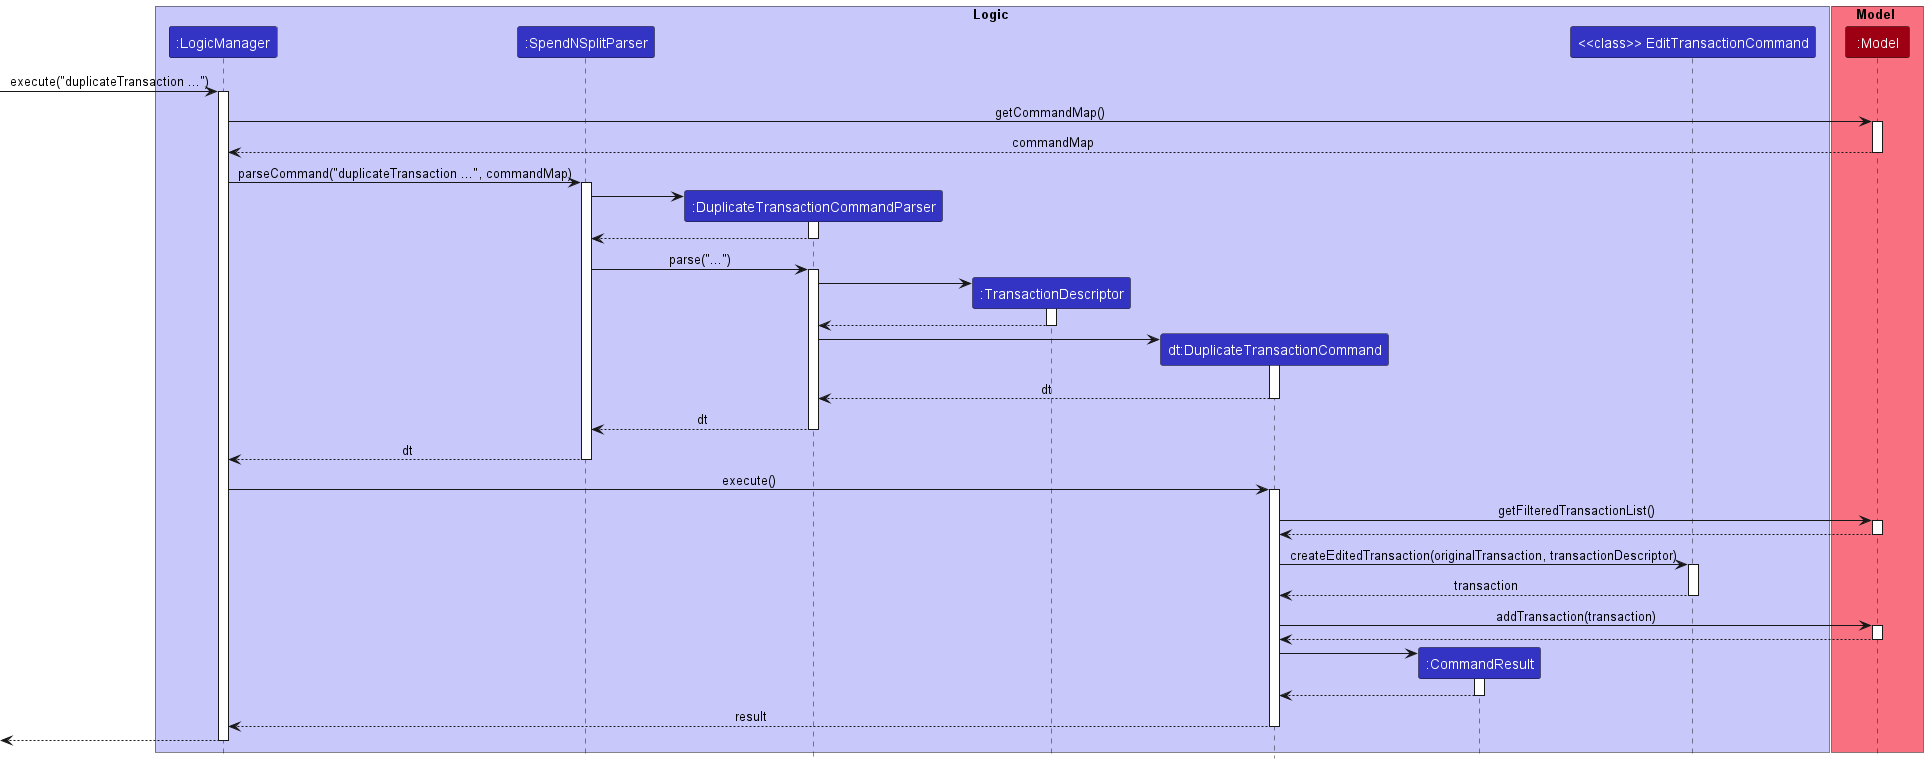 Logic
Model
:LogicManager
:SpendNSplitParser
<<class>> EditTransactionCommand
:Model
execute("duplicateTransaction ...")
getCommandMap()
commandMap
parseCommand("duplicateTransaction ...", commandMap)
:DuplicateTransactionCommandParser
parse("...")
:TransactionDescriptor
dt:DuplicateTransactionCommand
dt
dt
dt
execute()
getFilteredTransactionList()
createEditedTransaction(originalTransaction, transactionDescriptor)
transaction
addTransaction(transaction)
:CommandResult
result